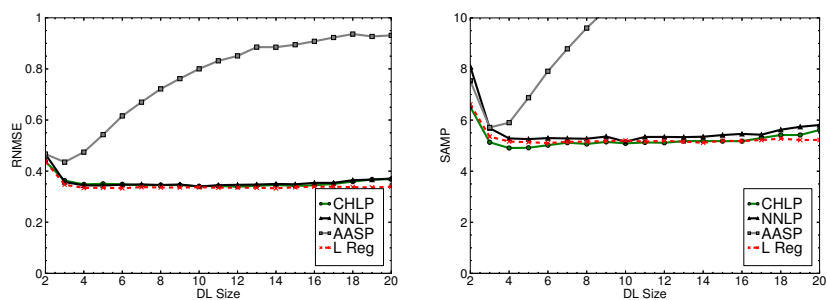 1
0.8
0.6
0.4
0.2
0
RNMSE
2 4 6 8 10 12 14 16 18 20
DL Size
CHLP
NNLP
AASP
L Reg
10
8
6
4
2
0
SAMP
2 4 6 8 10 12 14 16 18 20
DL Size
CHLP
NNLP
AASP
L Reg